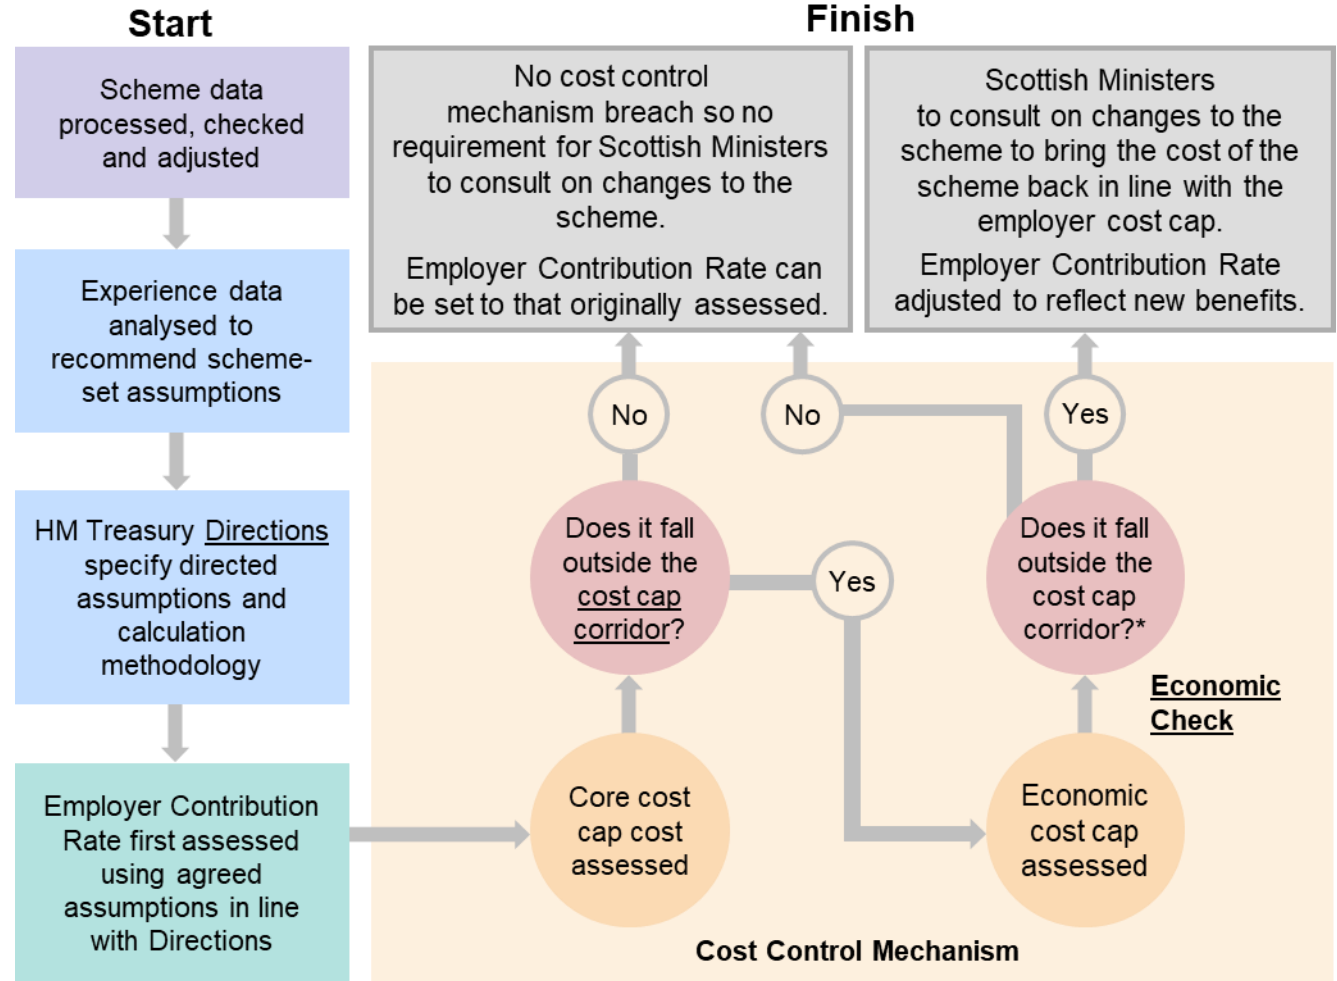 Start
Scheme data
processed, checked
and adjusted
Experience data
analysed to
recommend scheme-
set assumptions
HM Treasury Directions
specify directed
assumptions and
calculation
methodology
Employer Contribution
Rate first assessed
using agreed
assumptions in line
with Directions
Finish
No cost control
mechanism breach so no
requirement for Scottish Ministers
to consult on changes to the
scheme.
Employer Contribution Rate can
be set to that originally assessed.
Scottish Ministers
to consult on changes to the
scheme to bring the cost of the
scheme back in line with the
employer cost cap.
Employer Contribution Rate
adjusted to reflect new benefits.
No
No
Yes
Does it fall
outside the
cost cap
corridor?
Yes
Does it fall
outside the
cost cap
corridor?*
Economic
Check
Core cost
cap cost
assessed
Economic
cost cap
assessed
Cost Control Mechanism